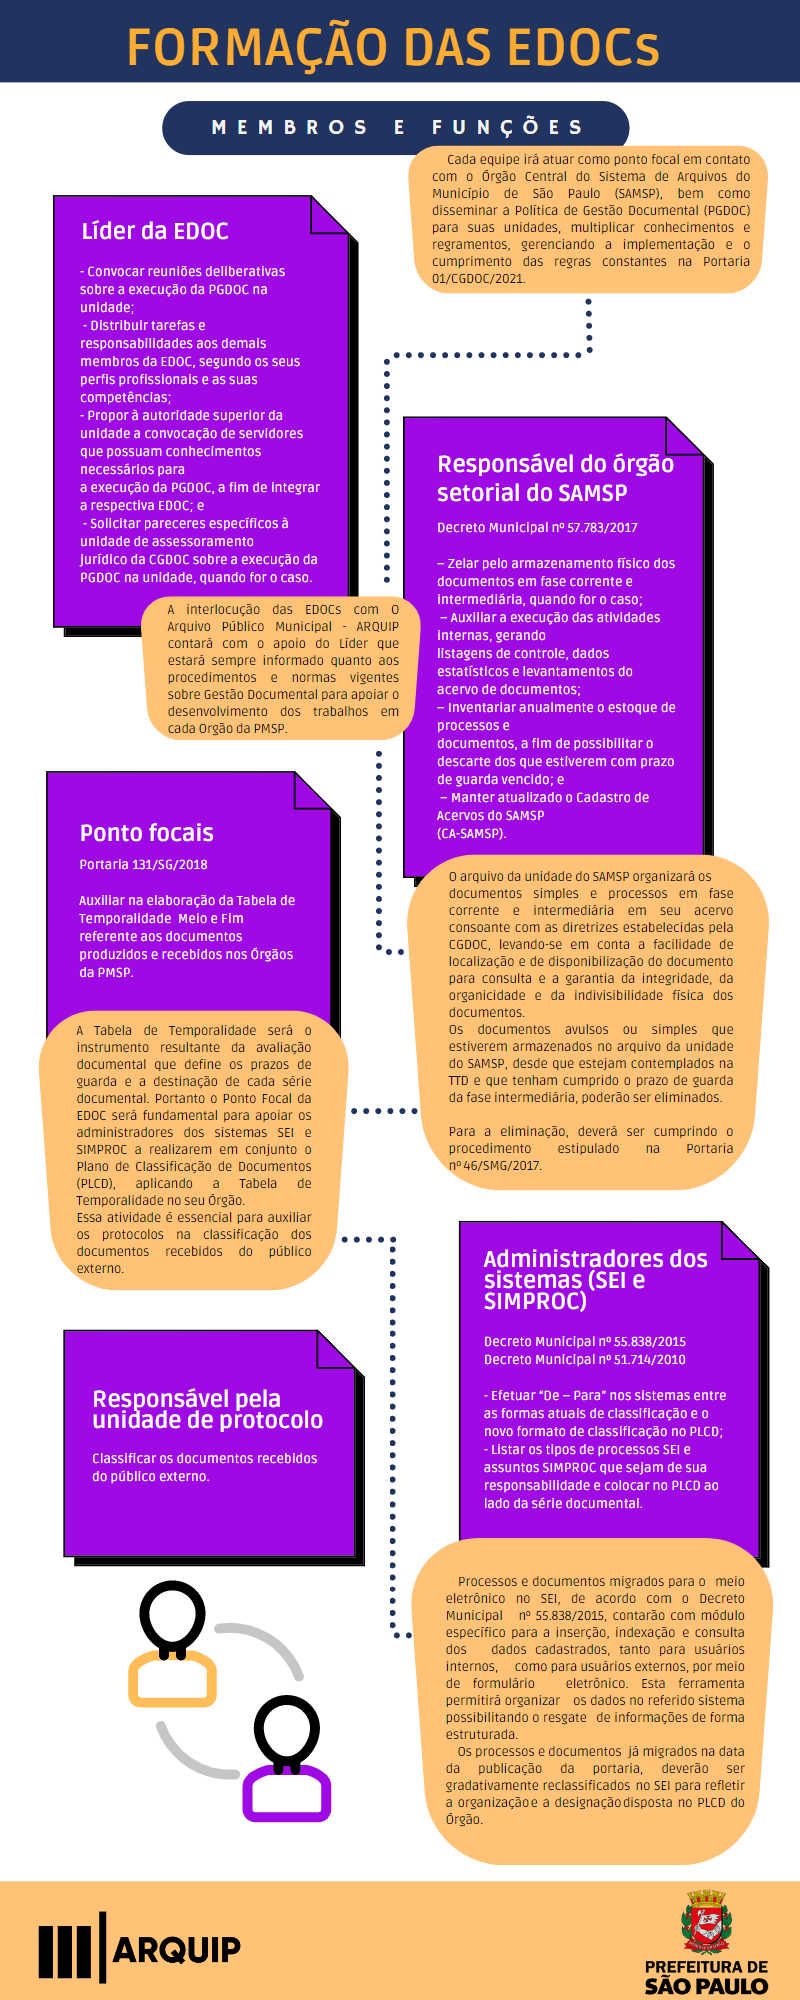 FORMAÇÃO DAS EDOCs
MEMBROS E FUNÇÕES
Cada equipe irá atuar como ponto focal em contato
com o Órgão Central do Sistema de Arquivos do
Município de São Paulo (SAMSP), bem como
disseminar a Política de Gestão Documental (PGDOC)
para suas unidades, multiplicar conhecimentos e
regramentos, gerenciando a implementação e o
cumprimento das regras constantes na Portaria
01/CGDOC/2021.
Líder da EDOC
- Convocar reuniões deliberativas
sobre a execução da PGDOC na
unidade;
- Distribuir tarefas e
responsabilidades aos demais
membros da EDOC, segundo os seus
perfis profissionais e as suas
competências;
- Propor à autoridade superior da
unidade a convocação de servidores
que possuam conhecimentos
necessários para
a execução da PGDOC, a fim de integrar
a respectiva EDOC; e
- Solicitar pareceres específicos à
unidade de assessoramento
jurídico da CGDOC sobre a execução da
PGDOC na unidade, quando for o caso.
A interlocução das EDOCs com O
Arquivo Público Municipal - ARQUIP
contará com o apoio do Líder que
estará sempre informado quanto aos
procedimentos e normas vigentes
sobre Gestão Documental para apoiar o
desenvolvimento dos trabalhos em
cada Orgão da PMSP.
Responsável do órgão
setorial do SAMSP
Decreto Municipal nº 57.783/2017
– Zelar pelo armazenamento físico dos
documentos em fase corrente e
intermediária, quando for o caso;
– Auxiliar a execução das atividades
internas, gerando
listagens de controle, dados
estatísticos e levantamentos do
acervo de documentos;
– Inventariar anualmente o estoque de
processos e
documentos, a fim de possibilitar o
descarte dos que estiverem com prazo
de guarda vencido; e
– Manter atualizado o Cadastro de
Acervos do SAMSP
(CA-SAMSP).
O arquivo da unidade do SAMSP organizará os
documentos simples e processos em fase
corrente e intermediária em seu acervo
consoante com as diretrizes estabelecidas pela
CGDOC, levando-se em conta a facilidade de
localização e de disponibilização do documento
para consulta e a garantia da integridade, da
organicidade e da indivisibilidade física dos
documentos.
Os documentos avulsos ou simples que
estiverem armazenados no arquivo da unidade
do SAMSP, desde que estejam contemplados na
TTD e que tenham cumprido o prazo de guarda
da fase intermediária, poderão ser eliminados.
Para a eliminação, deverá ser cumprindo o
procedimento estipulado na Portaria
nº 46/SMG/2017.
Ponto focais
Portaria 131/SG/2018
Auxiliar na elaboração da Tabela de
Temporalidade Meio e Fim
referente aos documentos
produzidos e recebidos nos Órgãos
da PMSP.
A Tabela de Temporalidade será o
instrumento resultante da avaliação
documental que define os prazos de
guarda e a destinação de cada série
documental. Portanto o Ponto Focal da
EDOC será fundamental para apoiar os
administradores dos sistemas SEI e
SIMPROC a realizarem em conjunto o
Plano de Classificação de Documentos
(PLCD), aplicando a Tabela de
Temporalidade no seu Órgão.
Essa atividade é essencial para auxiliar
os protocolos na classificação dos
documentos recebidos do público
externo.
Administradores dos
sistemas (SEI e
SIMPROC)
Decreto Municipal nº 55.838/2015
Decreto Municipal nº 51.714/2010
- Efetuar “De – Para” nos sistemas entre
as formas atuais de classificação e o
novo formato de classificação no PLCD;
- Listar os tipos de processos SEI e
assuntos SIMPROC que sejam de sua
responsabilidade e colocar no PLCD ao
lado da série documental.
Responsável pela
unidade de protocolo
Classificar os documentos recebidos
do público externo.
Processos e documentos migrados para o meio
eletrônico no SEI, de acordo com o Decreto
Municipal nº 55.838/2015, contarão com módulo
específico para a inserção, indexação e consulta
dos dados cadastrados, tanto para usuários
internos, como para usuários externos, por meio
de formulário eletrônico. Esta ferramenta
permitirá organizar os dados no referido sistema
possibilitando o resgate de informações de forma
estruturada.
Os processos e documentos já migrados na data
da publicação da portaria, deverão ser
gradativamente reclassificados no SEI para refletir
a organização e a designação disposta no PLCD do
Órgão.
ARQUIP
PREFEITURA DE
SÃO PAULO